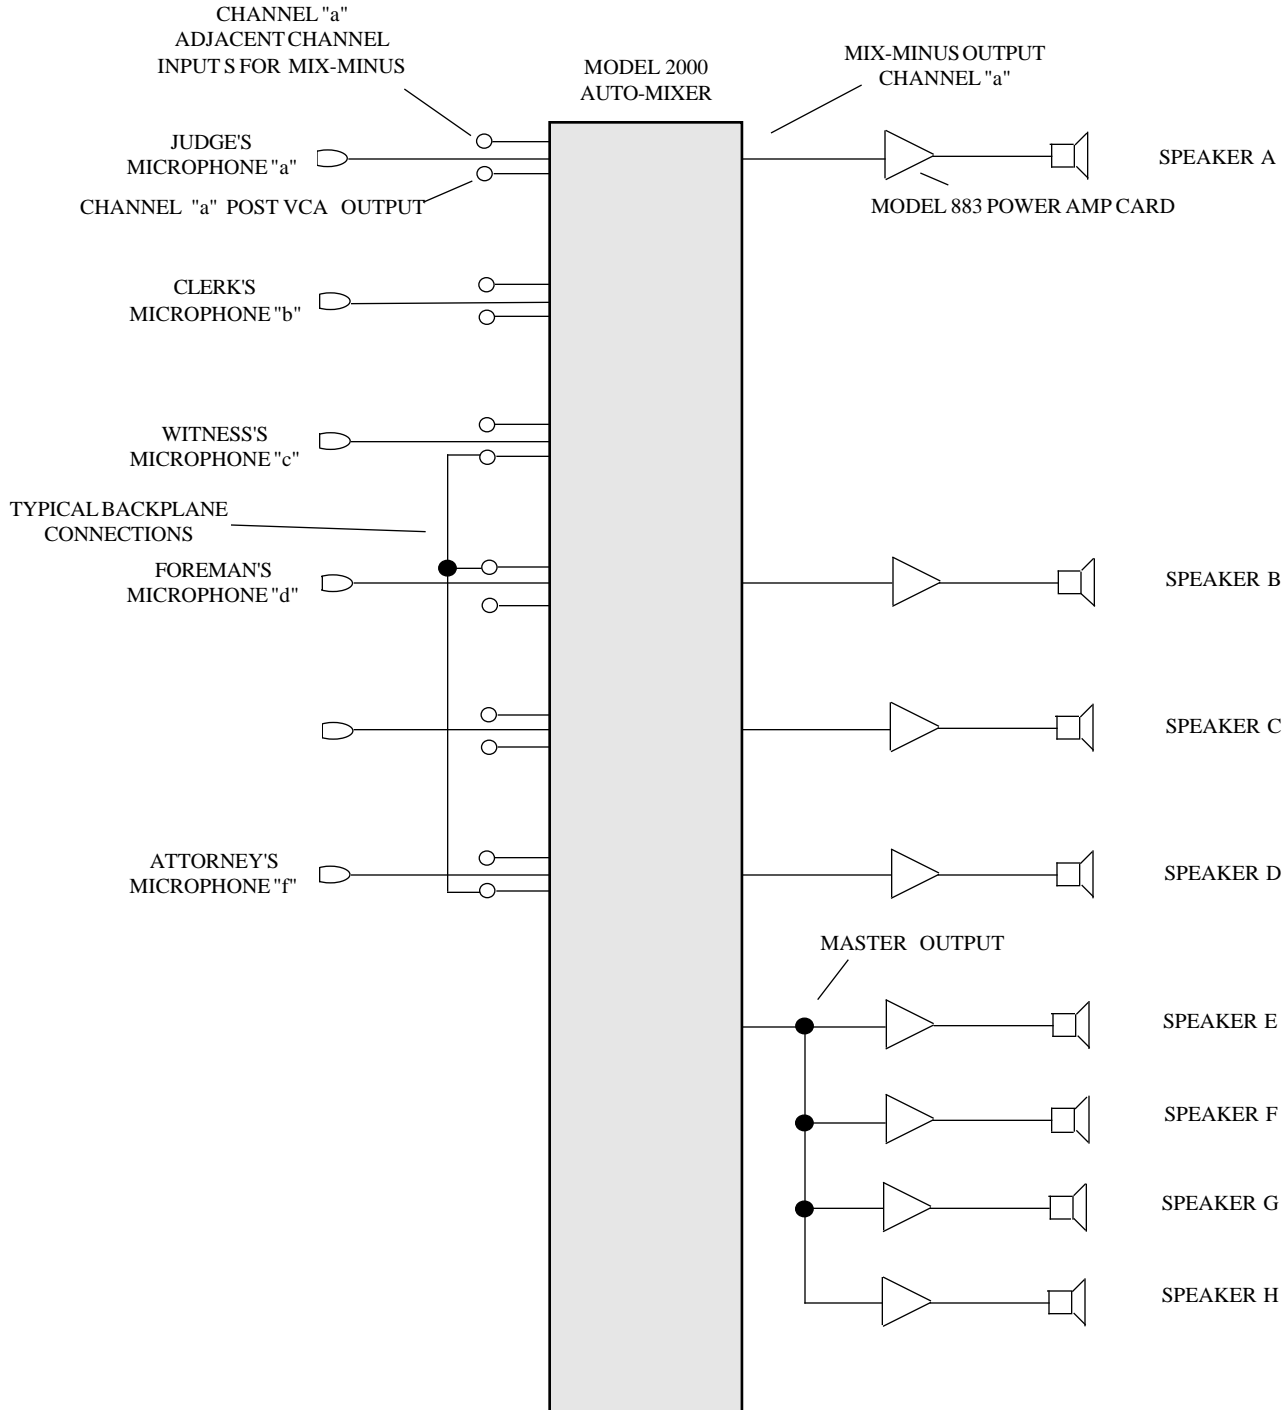 CHANNEL "a"
ADJACENT CHANNEL
INPUT S FOR MIX-MINUS
MODEL 2000
AUTO-MIXER
MIX-MINUS OUTPUT
CHANNEL "a"
JUDGE'S
MICROPHONE "a"
SPEAKER A
CHANNEL "a" POST VCA OUTPUT
MODEL 883 POWER AMP CARD
CLERK'S
MICROPHONE "b"
WITNESS'S
MICROPHONE "c"
TYPICAL BACKPLANE
CONNECTIONS
FOREMAN'S
MICROPHONE "d"
SPEAKER B
SPEAKER C
ATTORNEY'S
MICROPHONE "f"
SPEAKER D
MASTER OUTPUT
SPEAKER E
SPEAKER F
SPEAKER G
SPEAKER H